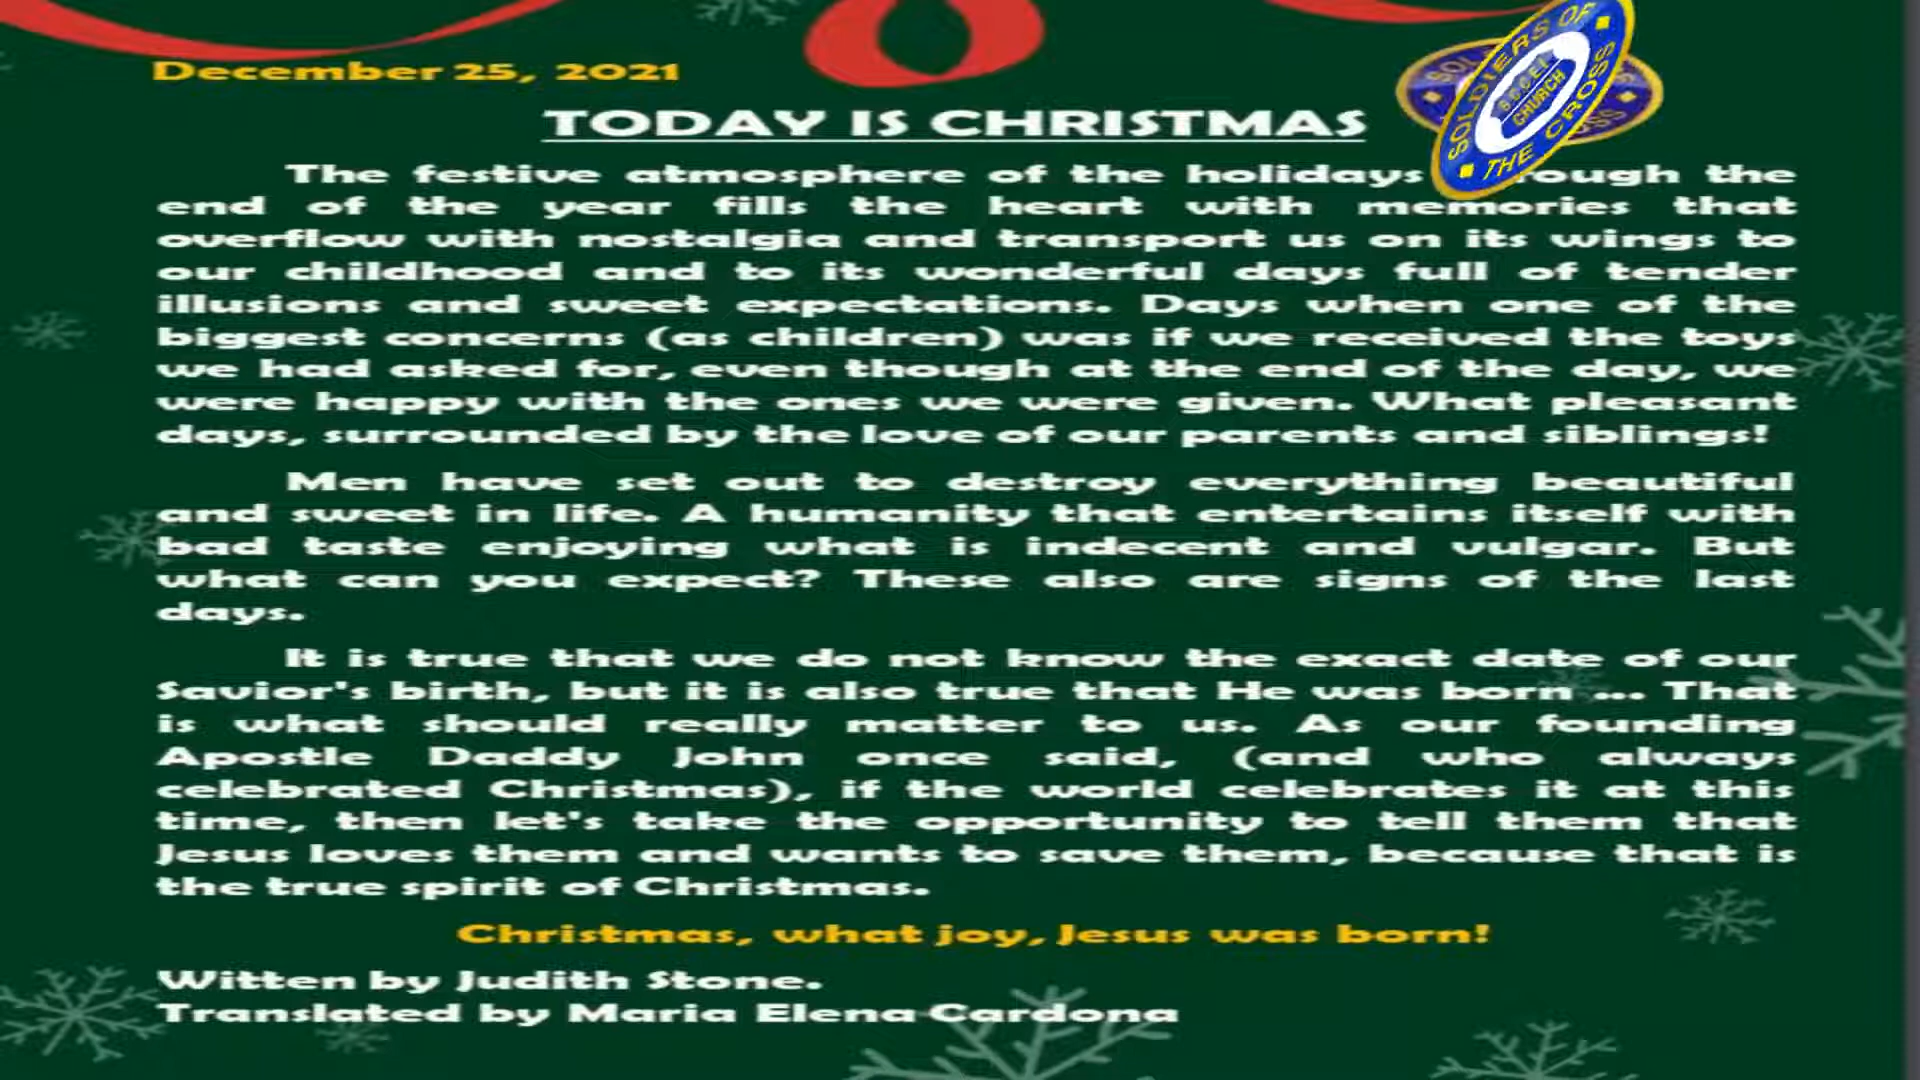 December 25, 2021
SOLDIERS OF
THE CROSS
S.C.C.E.I.
CHURCH
TODAY IS CHRISTMAS
The festive atmosphere of the holidays the
end of the year fills the heart with memories that
overflow with nostalgia and transport us on its wings to
our childhood and to its wonderful days full of tender
illusions and sweet expectations. Days when one of the
biggest concerns (as children) was if we received the toys
we had asked for, even though at the end of the day, we
were happy with the ones we were given. What pleasant
days, surrounded by the love of our parents and siblings!
Men have set out to destroy everything beautiful
and sweet in life. A humanity that entertains itself with
bad taste enjoying what is indecent and vulgar. But
what can you expect? These also are signs of the last
days.
It is true that we do not know the exact date of our
Savior's birth, but it is also true that He was born ... That
is what should really matter to us. As our founding
Apostle Daddy John once said, (and who always
celebrated Christmas), if the world celebrates it at this
time, then let's take the opportunity to tell them that
Jesus loves them and wants to save them, because that is
the true spirit of Christmas.
Christmas, what joy, Jesus was born!
Witten by Judith Stone.
Translated by Maria Elena Cardona